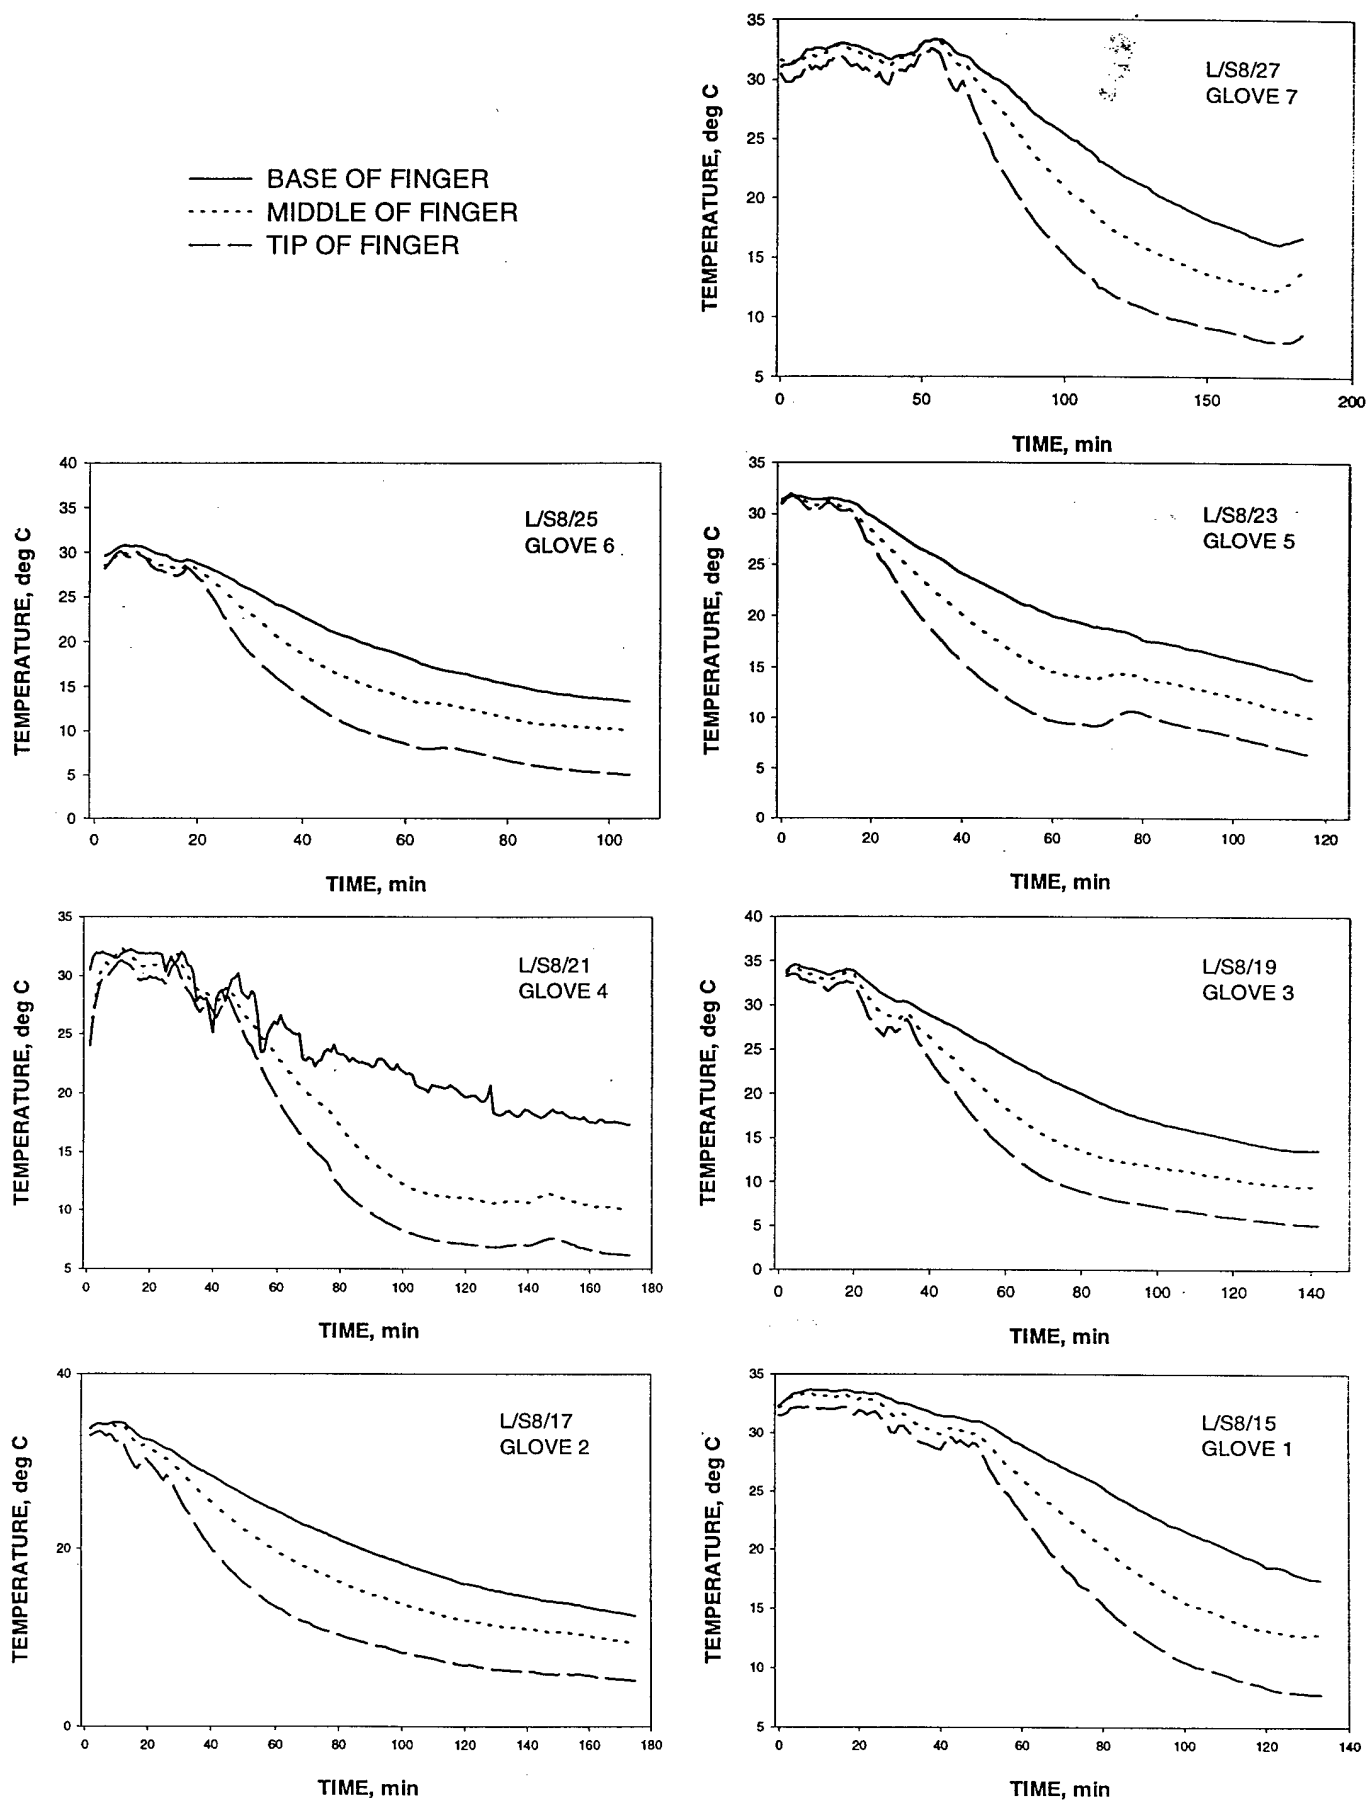 BASE OF FINGER
MIDDLE OF FINGER
TIP OF FINGER
TEMPERATURE, deg C
35
30
25
20
15
10
5
L/S8/27
GLOVE 7
0 50 100 150 200
TIME, min
TEMPERATURE, deg C
40
35
30
25
20
15
10
5
0
L/S8/25
GLOVE 6
0 20 40 60 80 100
TIME, min
TEMPERATURE, deg C
35
30
25
20
15
10
5
0
L/S8/23
GLOVE 5
0 20 40 60 80 100 120
TIME, min
TEMPERATURE, deg C
35
30
25
20
15
10
5
L/S8/21
GLOVE 4
0 20 40 60 80 100 120 140 160 180
TIME, min
TEMPERATURE, deg C
40
35
30
25
20
15
10
5
0
L/S8/19
GLOVE 3
0 20 40 60 80 100 120 140
TIME, min
TEMPERATURE, deg C
40
20
0
L/S8/17
GLOVE 2
0 20 40 60 80 100 120 140 160 180
TIME, min
TEMPERATURE, deg C
35
30
25
20
15
10
5
L/S8/15
GLOVE 1
0 20 40 60 80 100 120 140
TIME, min